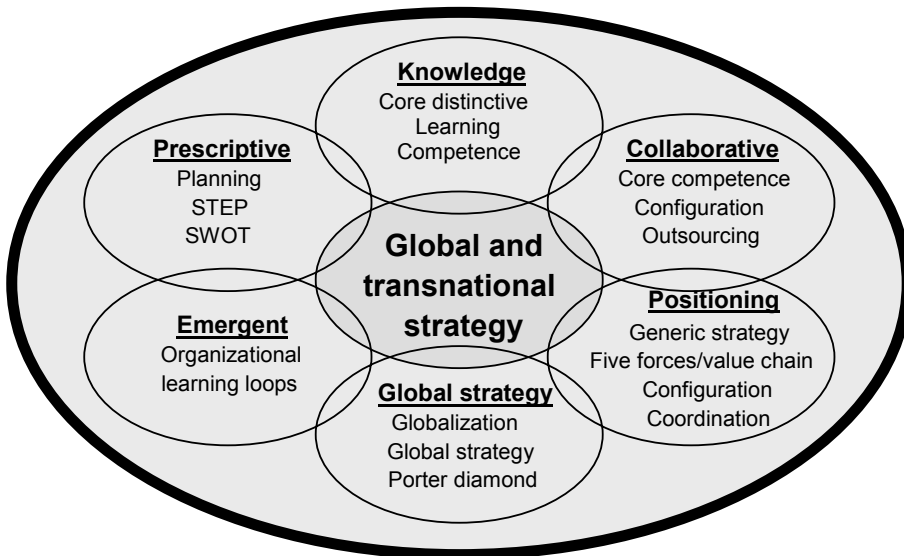 Knowledge
Core distinctive
Learning
Competence
Prescriptive
Planning
STEP
SWOT
Collaborative
Core competence
Configuration
Outsourcing
Global and
transnational
strategy
Emergent
Organizational
learning loops
Positioning
Generic strategy
Five forces/value chain
Configuration
Coordination
Global strategy
Globalization
Global strategy
Porter diamond